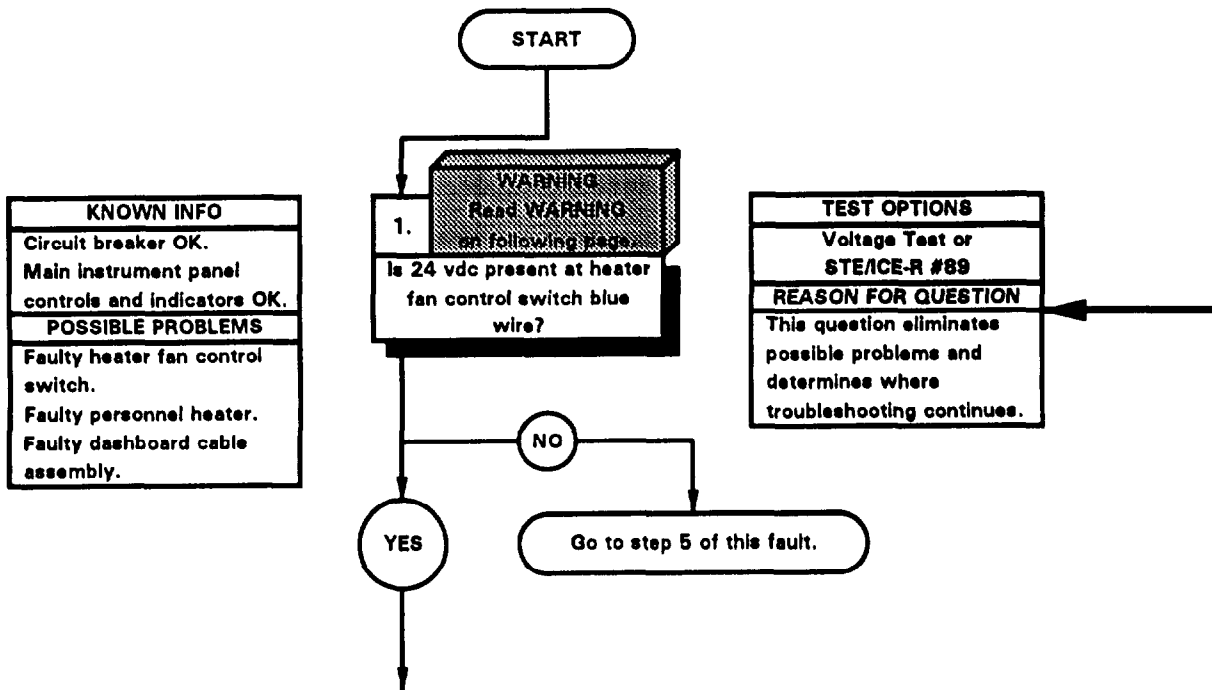 START
WARNING
Read WARNING
on following page.
1.
Is 24 vdc present at heater
fan control switch blue
wire?
KNOWN INFO
Circuit breaker OK.
Main instrument panel
controls and indicators OK.
POSSIBLE PROBLEMS
Faulty heater fan control
switch.
Faulty personnel heater.
Faulty dashboard cable
assembly.
TEST OPTIONS
Voltage Test or
STE/ICE-R #89
REASON FOR QUESTION
This question eliminates
possible problems and
determines where
troubleshooting continues.
NO
YES
Go to step 5 of this fault.